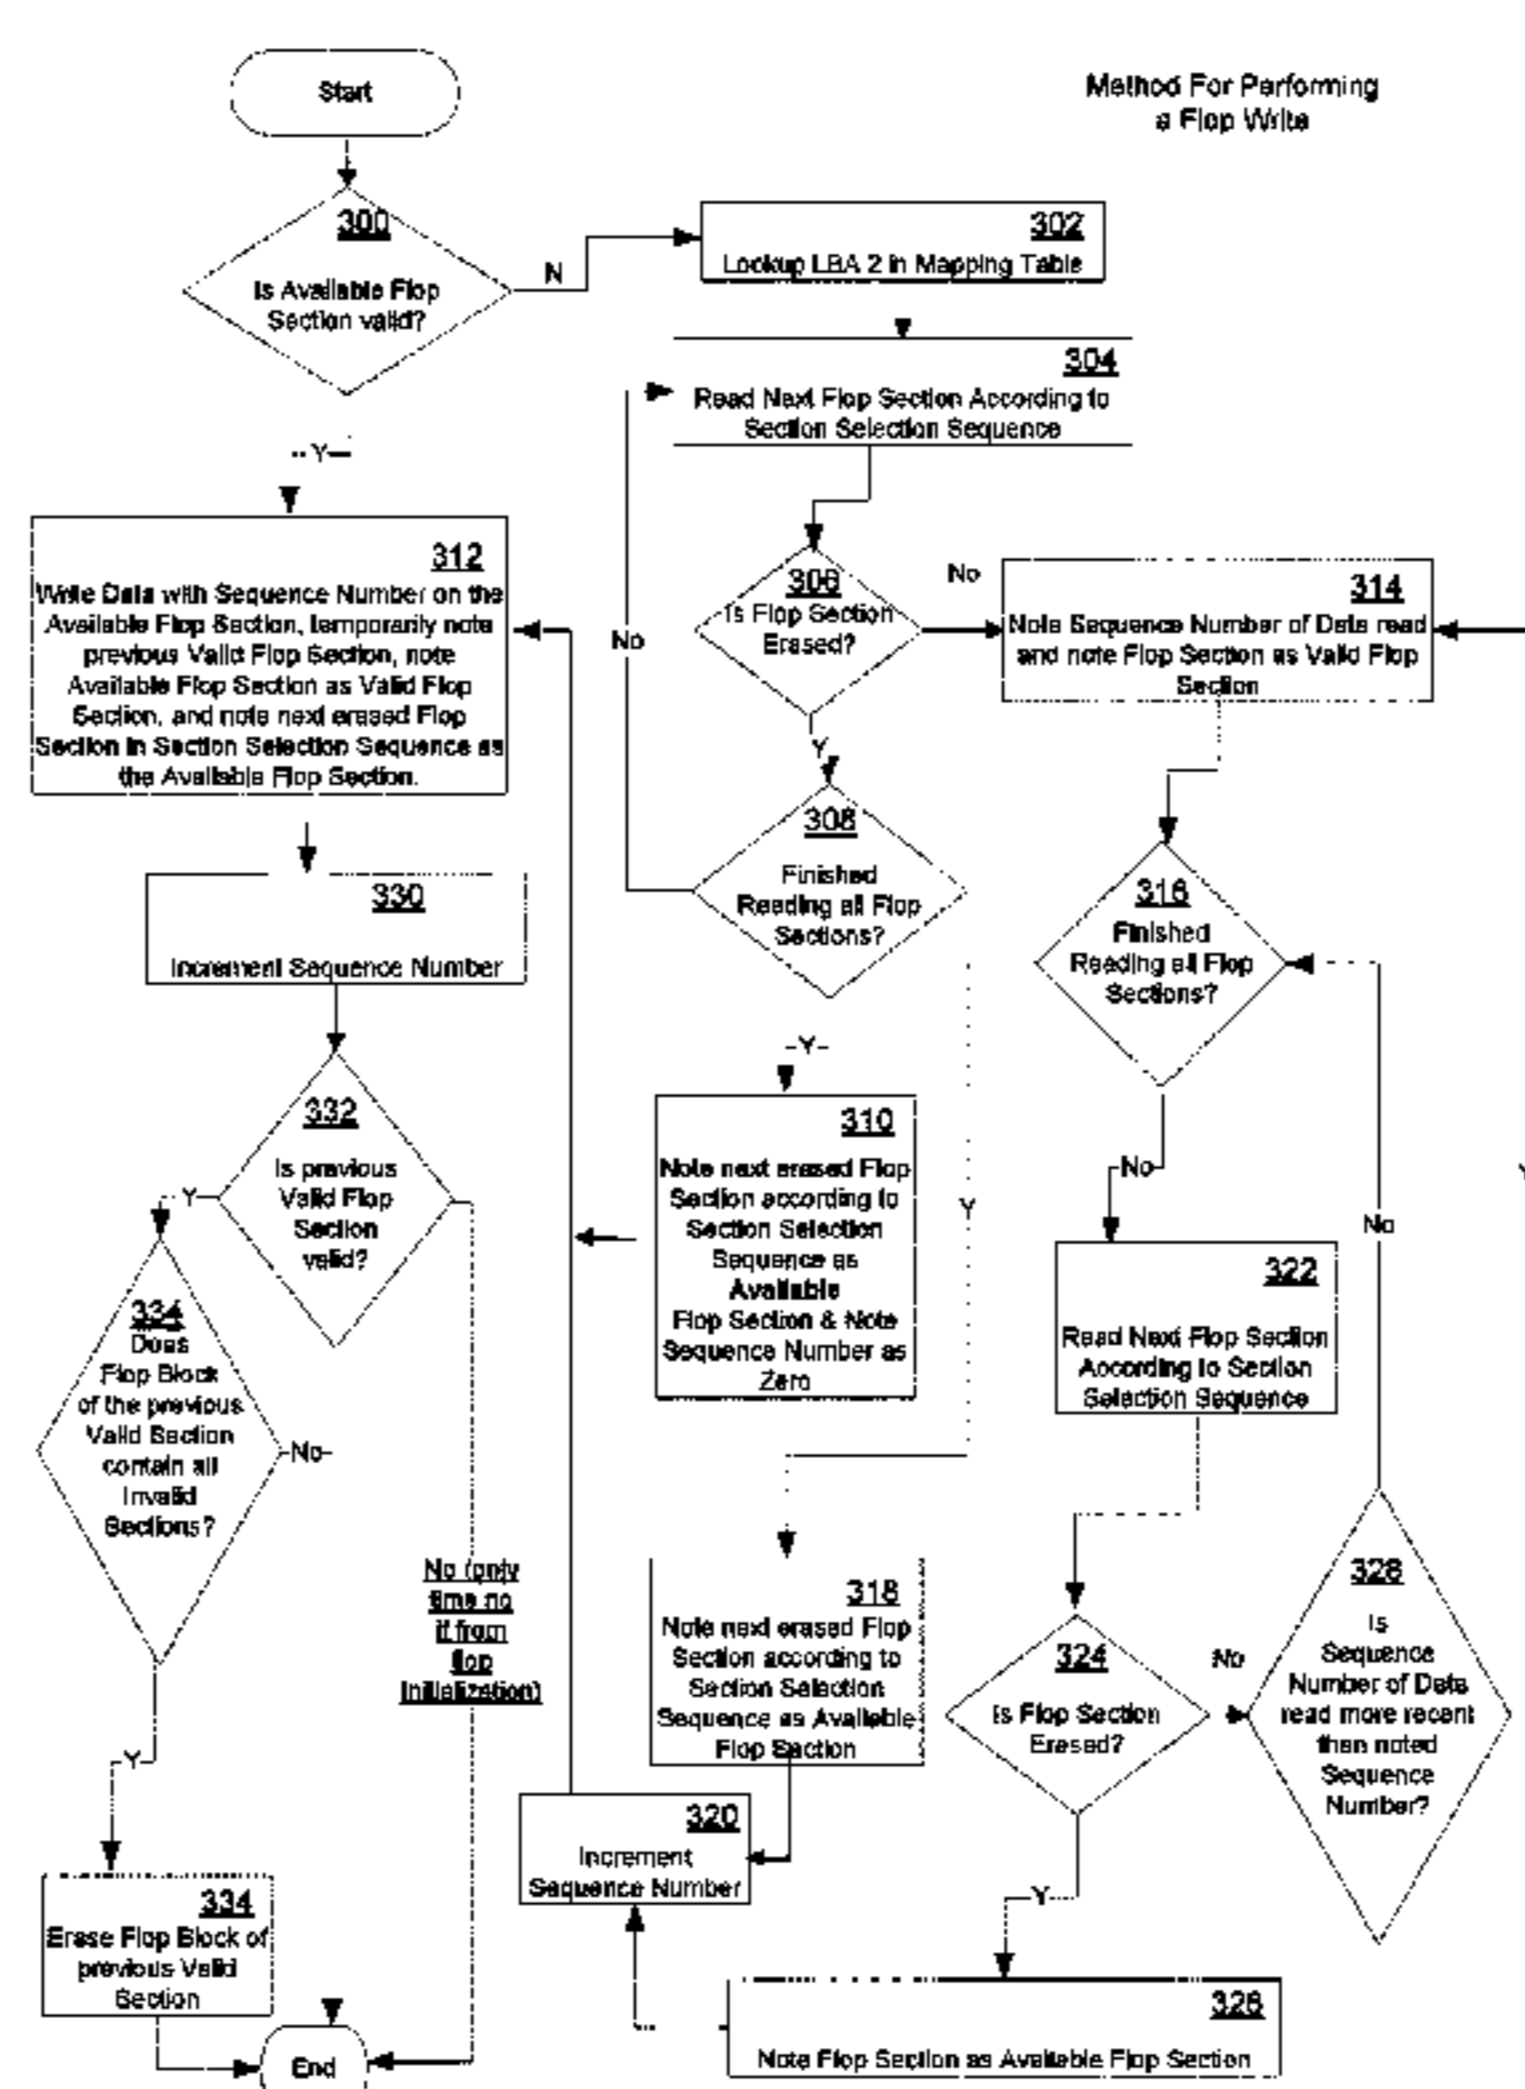 Start
Method For Performing
a Flop Write
300
Is Available Flop
Section valid?
N
302
Lookup LBA 2 in Mapping Table
304
Read Next Flop Section According to
Section Selection Sequence
Y
312
Write Data with Sequence Number on the
Available Flop Section, temporarily note
previous Valid Flop Section, note
Available Flop Section as Valid Flop
Section, and note next erased Flop
Section in Section Selection Sequence as
the Available Flop Section.
306
Is Flop Section
Erased?
No
No
Y
314
Note Sequence Number of Data read
and note Flop Section as Valid Flop
Section
308
Finished
Reading all Flop
Sections?
316
Finished
Reading all Flop
Sections?
330
Increment Sequence Number
Y
310
Note next erased Flop
Section according to
Section Selection
Sequence as
Available
Flop Section & Note
Sequence Number as
Zero
332
Is previous
Valid Flop
Section
valid?
Y
Y
No
No
Y
322
Read Next Flop Section
According to Section
Selection Sequence
334
Does
Flop Block
of the previous
Valid Section
contain all
Invalid
Sections?
No
No (only
time no
if from
flop
initialization)
318
Note next erased Flop
Section according to
Section Selection
Sequence as Available
Flop Section
324
Is Flop Section
Erased?
No
328
Is
Sequence
Number of Data
read more recent
than noted
Sequence
Number?
Y
320
Increment
Sequence Number
Y
334
Erase Flop Block of
previous Valid
Section
326
Note Flop Section as Available Flop Section
End